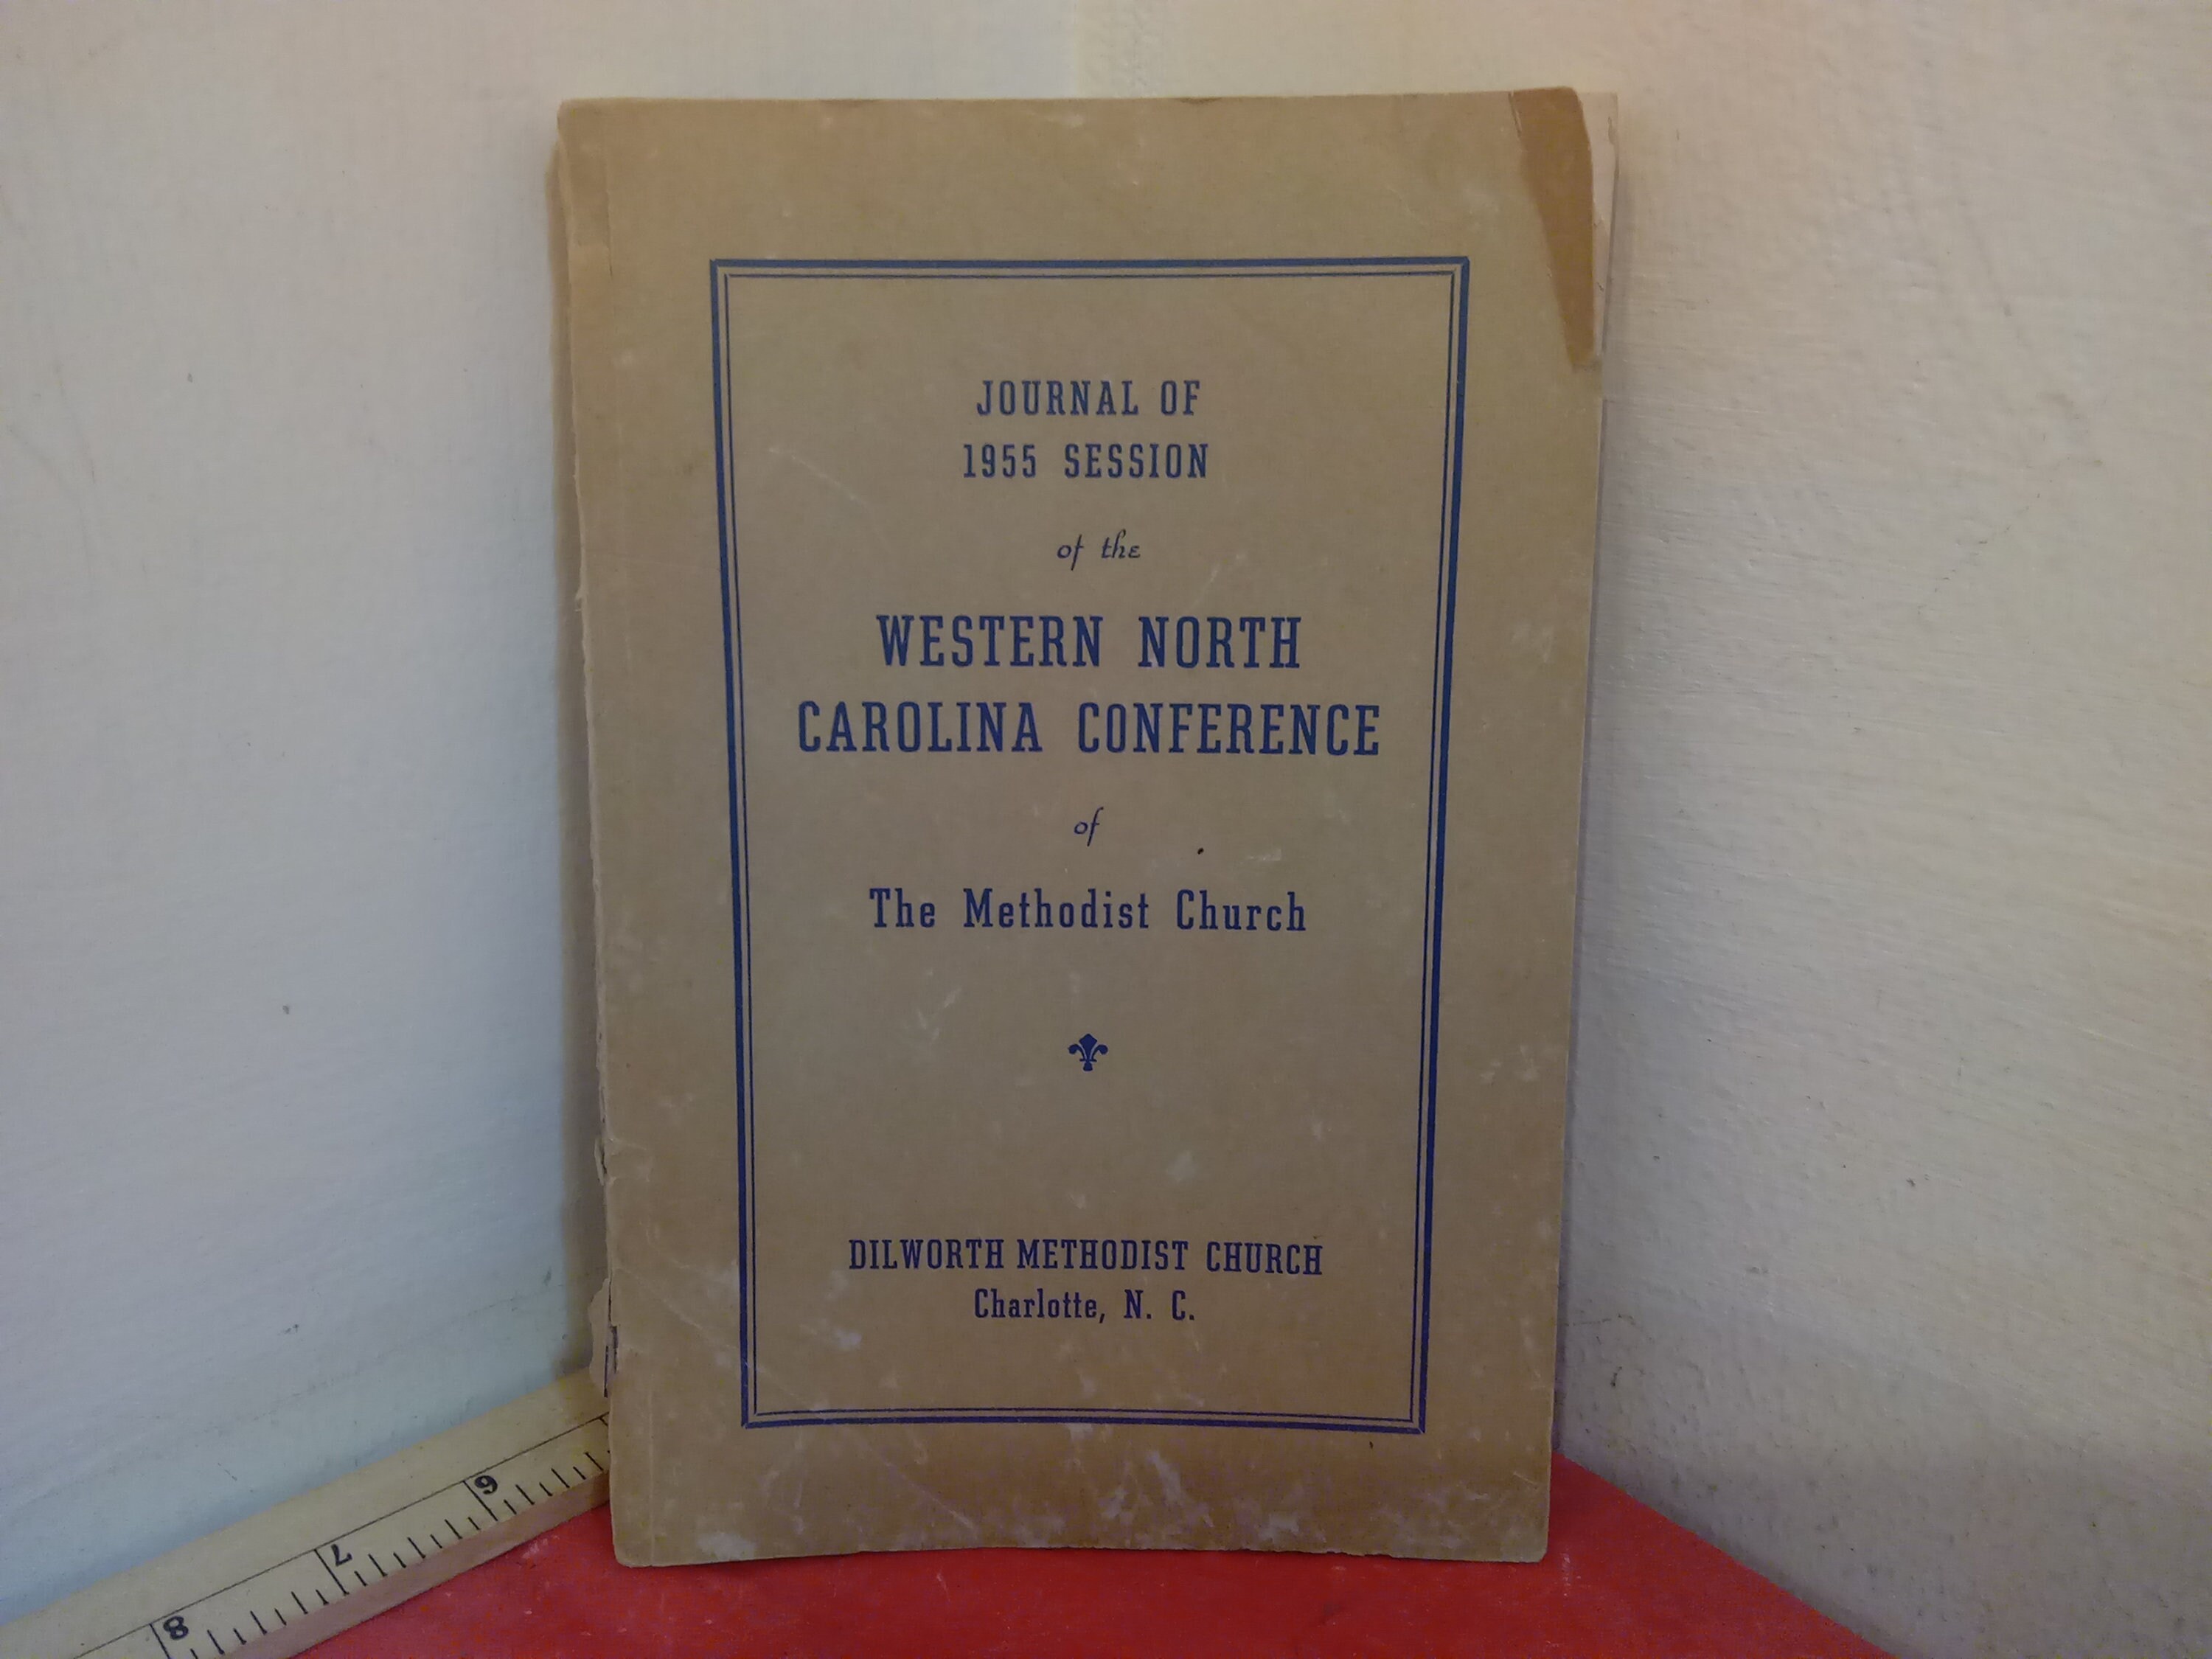 JOURNAL OF
1955 SESSION
of the
WESTERN NORTH
CAROLINA CONFERENCE
of
The Methodist Church
DILWORTH METHODIST CHURCH
Charlotte, N. C.
6
7
8